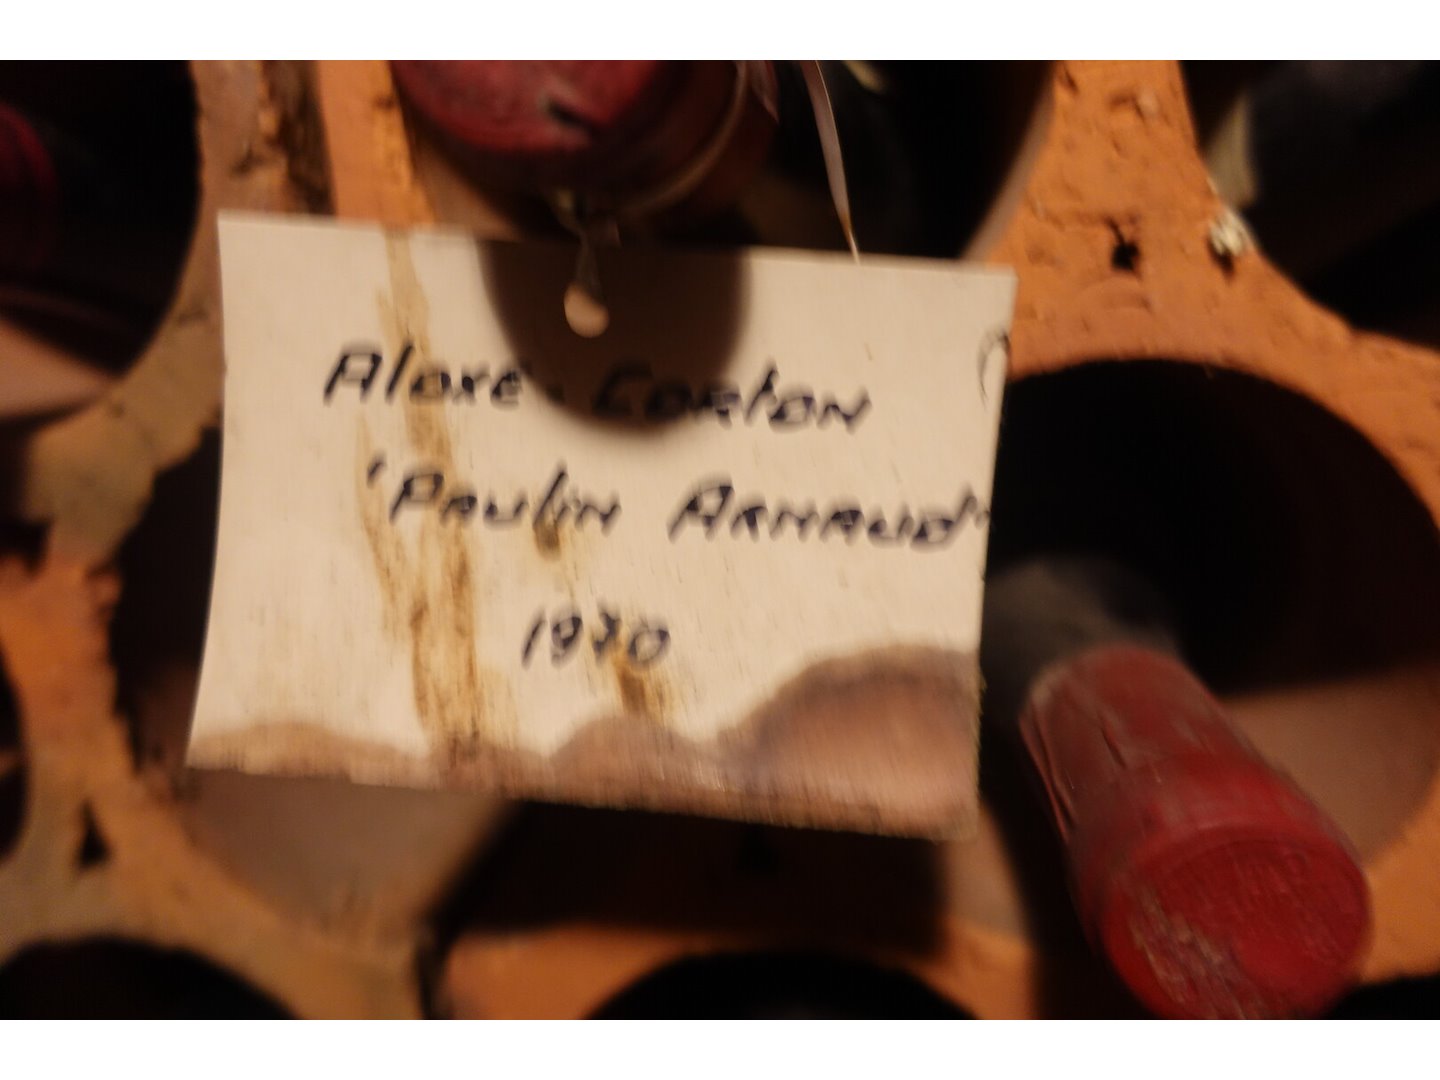 Aloxe-Corton
"Paulin Arnaud"
1970